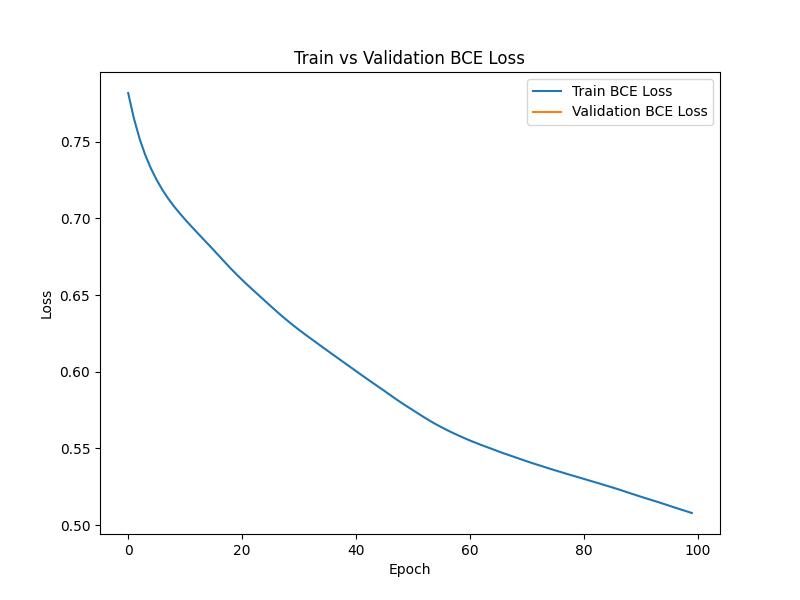 Train vs Validation BCE Loss
Train BCE Loss
Validation BCE Loss
0.75
0.70
0.65
0.60
0.55
0.50
Loss
0 20 40 60 80 100
Epoch